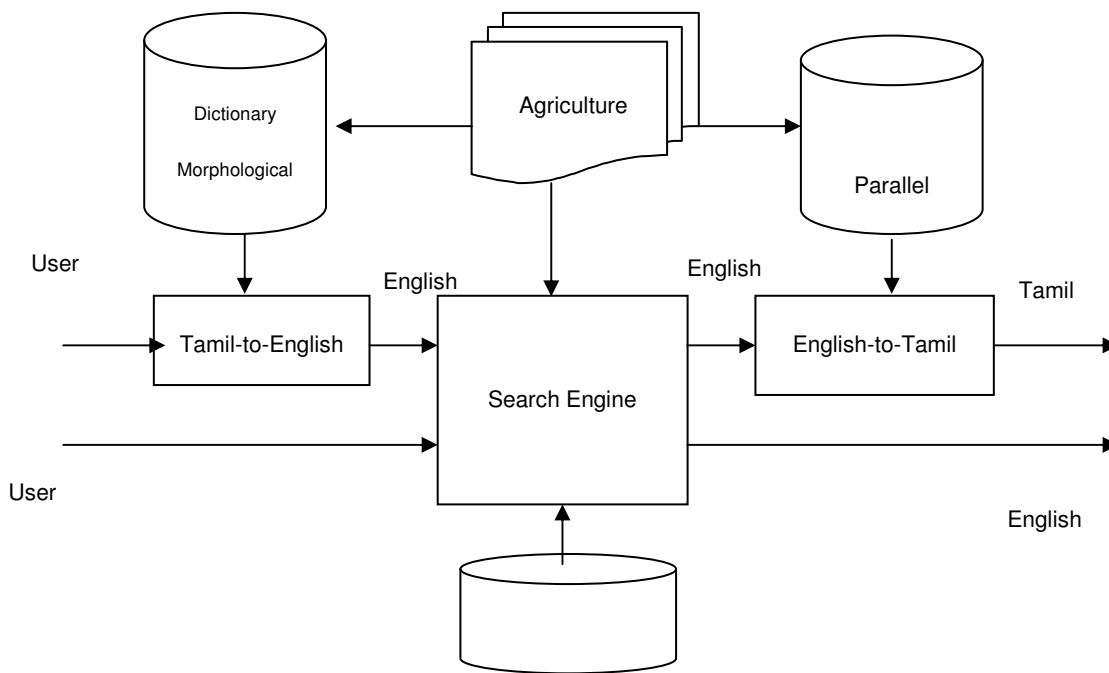 Agriculture
Dictionary
Morphological
Parallel
User
English
English
Tamil
Tamil-to-English
English-to-Tamil
Search Engine
User
English